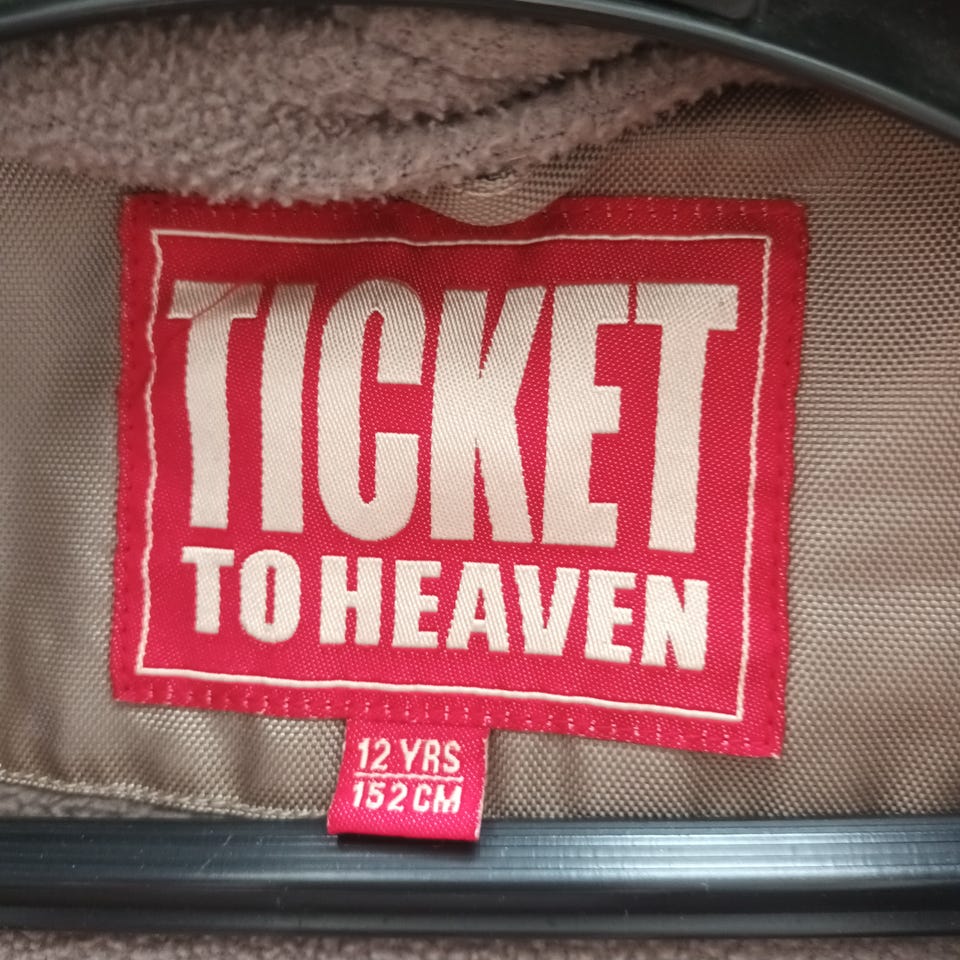 TICKET
TO HEAVEN
12 YRS
152 CM